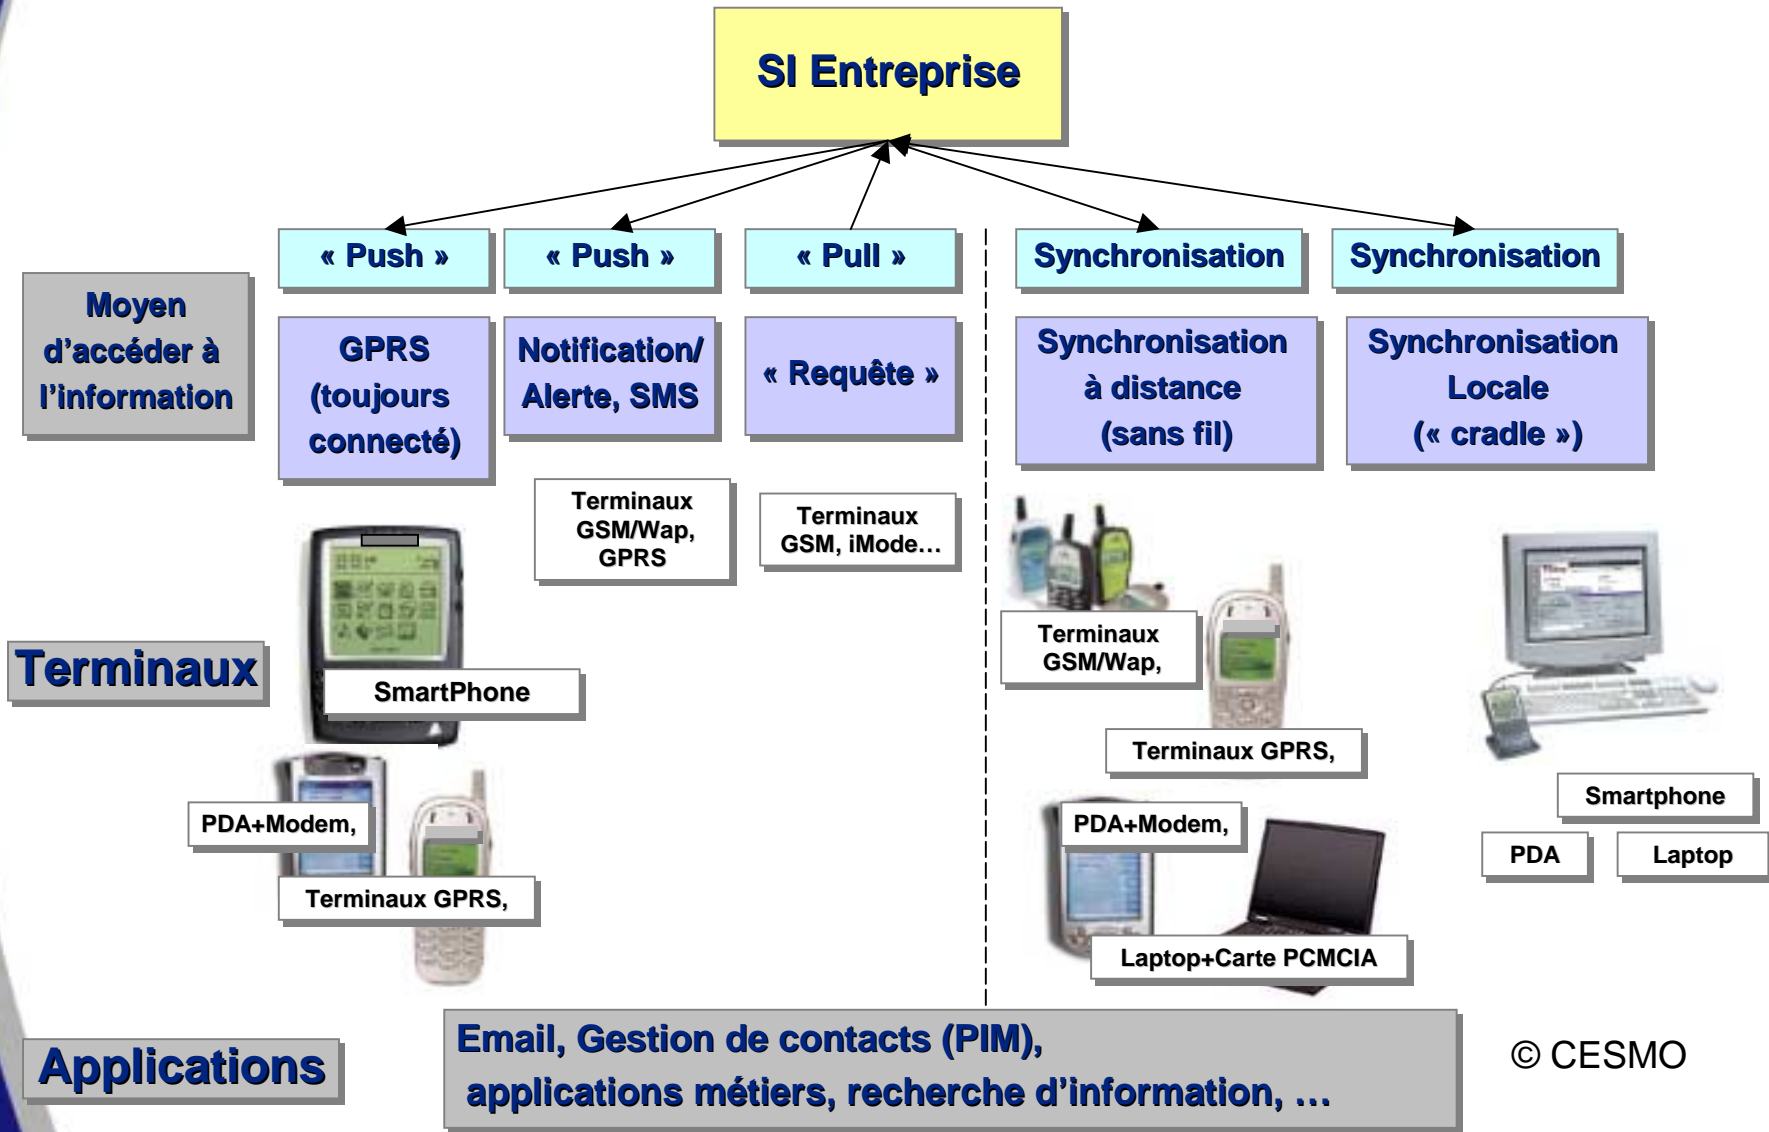 SI Entreprise
« Push »
« Push »
« Pull »
Synchronisation
Synchronisation
Moyen
d’accéder à
l’information
GPRS
(toujours
connecté)
Notification/
Alerte, SMS
« Requête »
Synchronisation
à distance
(sans fil)
Synchronisation
Locale
(« cradle »)
Terminaux
GSM/Wap,
GPRS
Terminaux
GSM, iMode…
Terminaux
SmartPhone
PDA+Modem,
Terminaux GPRS,
Terminaux
GSM/Wap,
Terminaux GPRS,
PDA+Modem,
Laptop+Carte PCMCIA
Smartphone
PDA
Laptop
Applications
Email, Gestion de contacts (PIM),
applications métiers, recherche d’information, …
© CESMO